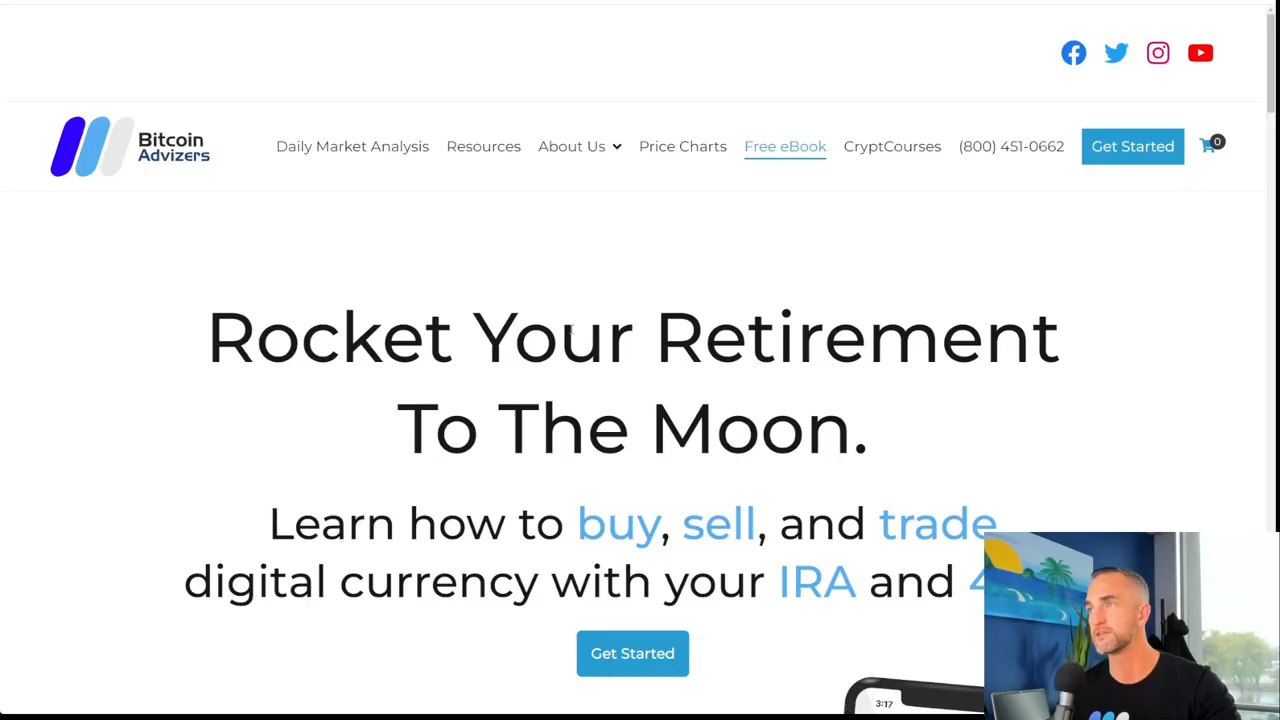 Bitcoin
Advizers
Daily Market Analysis Resources About Us Price Charts Free eBook CryptCourses (800) 451-0662 Get Started 0
Rocket Your Retirement
To The Moon.
Learn how to buy, sell, and trade
digital currency with your IRA and 4
Get Started
3:17